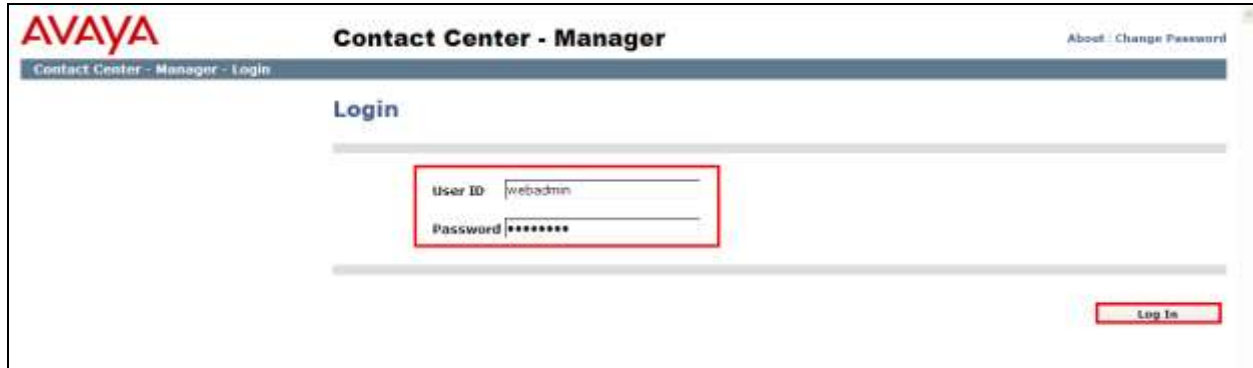 AVAYA
Contact Center - Manager
About | Change Password
Contact Center - Manager - Login
Login
User ID webadmin
Password ••••••••
Log In